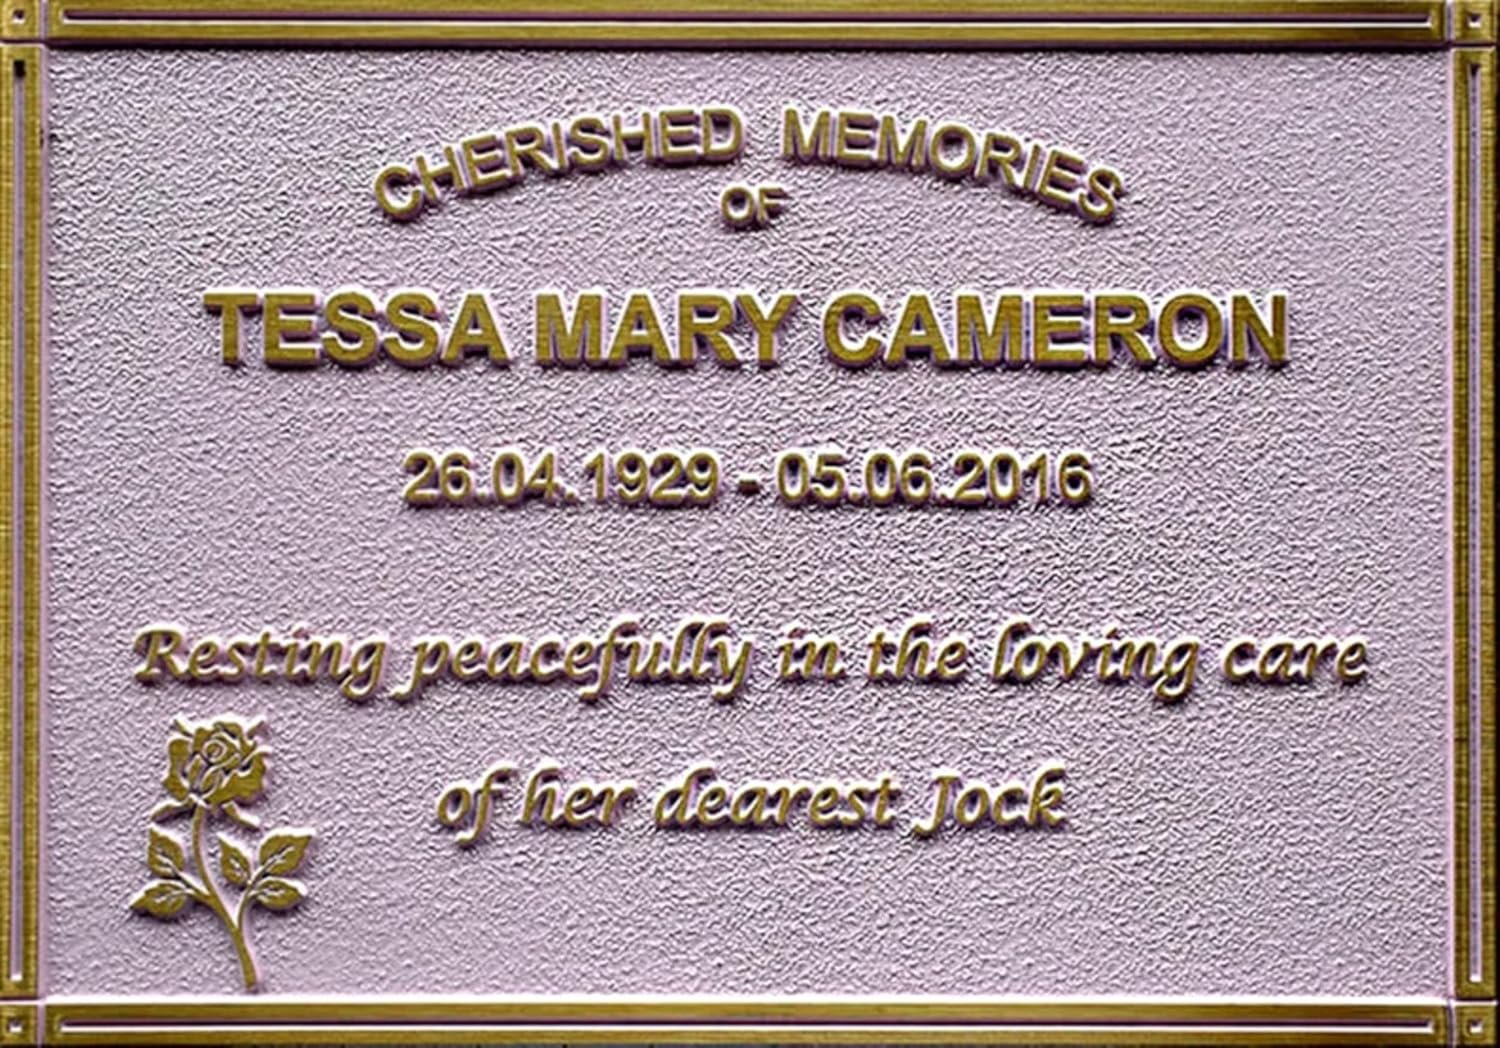 CHERISHED MEMORIES
OF
TESSA MARY CAMERON
26.04.1929 - 05.06.2016
Resting peacefully in the loving care
of her dearest Jock